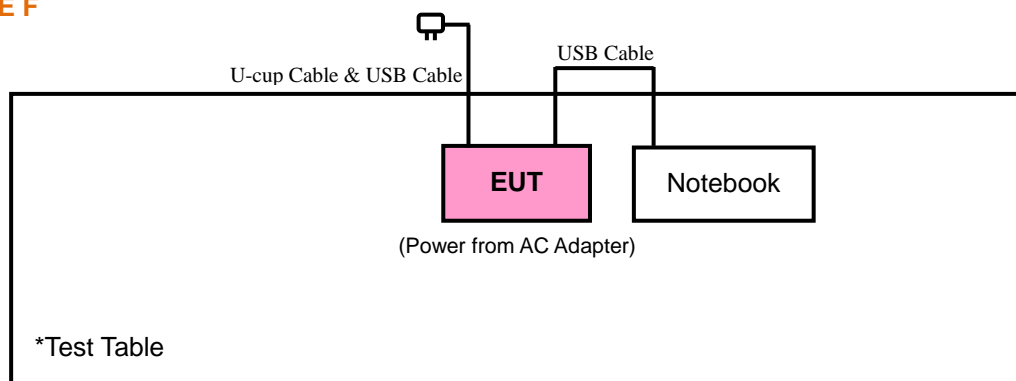 E F
USB Cable
U-cup Cable & USB Cable
EUT
Notebook
(Power from AC Adapter)
*Test Table